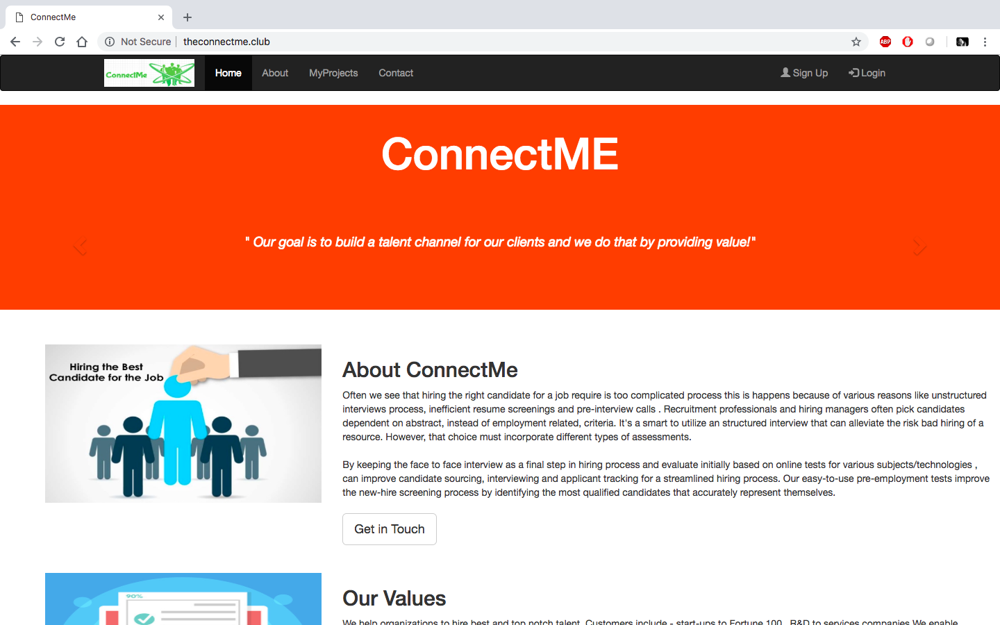 ConnectMe
Not Secure theconnectme.club
ABP
ConnectMe
Home About MyProjects Contact Sign Up Login
ConnectME
" Our goal is to build a talent channel for our clients and we do that by providing value!"
Hiring the Best
Candidate for the Job
About ConnectMe
Often we see that hiring the right candidate for a job require is too complicated process this is happens because of various reasons like unstructured
interviews process, inefficient resume screenings and pre-interview calls . Recruitment professionals and hiring managers often pick candidates
dependent on abstract, instead of employment related, criteria. It's a smart to utilize an structured interview that can alleviate the risk bad hiring of a
resource. However, that choice must incorporate different types of assessments.
By keeping the face to face interview as a final step in hiring process and evaluate initially based on online tests for various subjects/technologies ,
can improve candidate sourcing, interviewing and applicant tracking for a streamlined hiring process. Our easy-to-use pre-employment tests improve
the new-hire screening process by identifying the most qualified candidates that accurately represent themselves.
Get in Touch
90%
Our Values
We help organizations to hire best and top notch talent. Customers include - start-ups to Fortune 100 , R&D to services companies.We enable